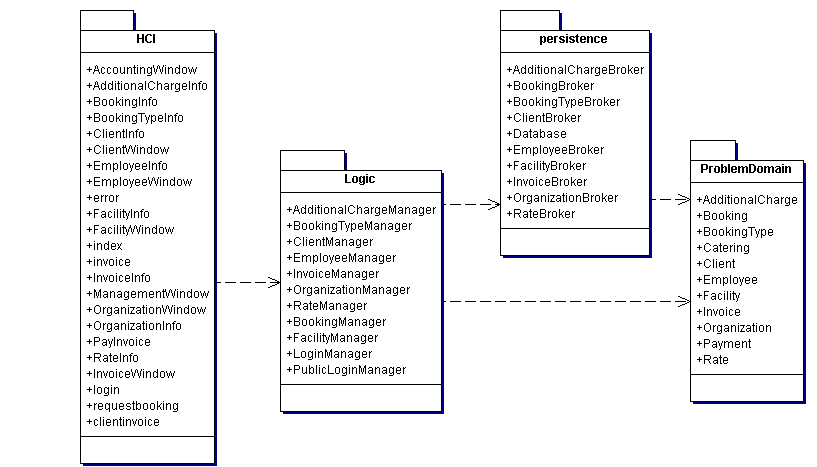 HCI
+AccountingWindow
+AdditionalChargeInfo
+BookingInfo
+BookingTypeInfo
+ClientInfo
+ClientWindow
+EmployeeInfo
+EmployeeWindow
+error
+FacilityInfo
+FacilityWindow
+index
+invoice
+InvoiceInfo
+ManagementWindow
+OrganizationWindow
+OrganizationInfo
+PayInvoice
+RateInfo
+InvoiceWindow
+login
+requestbooking
+clientinvoice
Logic
+AdditionalChargeManager
+BookingTypeManager
+ClientManager
+EmployeeManager
+InvoiceManager
+OrganizationManager
+RateManager
+BookingManager
+FacilityManager
+LoginManager
+PublicLoginManager
persistence
+AdditionalChargeBroker
+BookingBroker
+BookingTypeBroker
+ClientBroker
+Database
+EmployeeBroker
+FacilityBroker
+InvoiceBroker
+OrganizationBroker
+RateBroker
ProblemDomain
+AdditionalCharge
+Booking
+BookingType
+Catering
+Client
+Employee
+Facility
+Invoice
+Organization
+Payment
+Rate